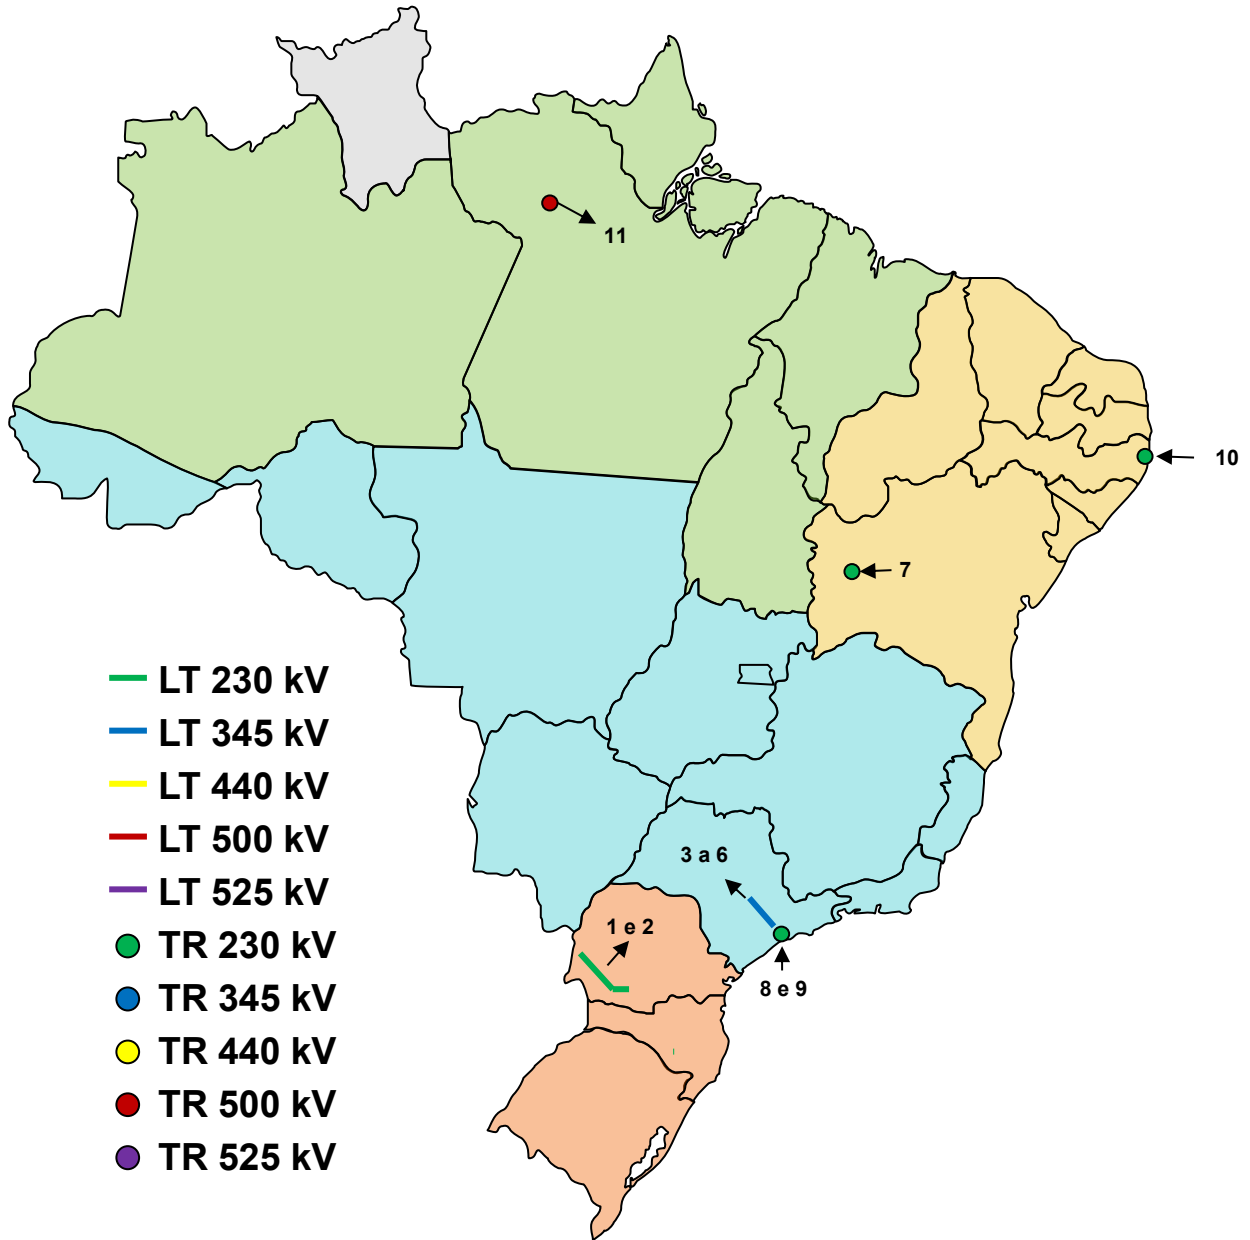 11
10
7
LT 230 kV
LT 345 kV
LT 440 kV
LT 500 kV
LT 525 kV
TR 230 kV
TR 345 kV
TR 440 kV
TR 500 kV
TR 525 kV
3 a 6
1 e 2
8 e 9